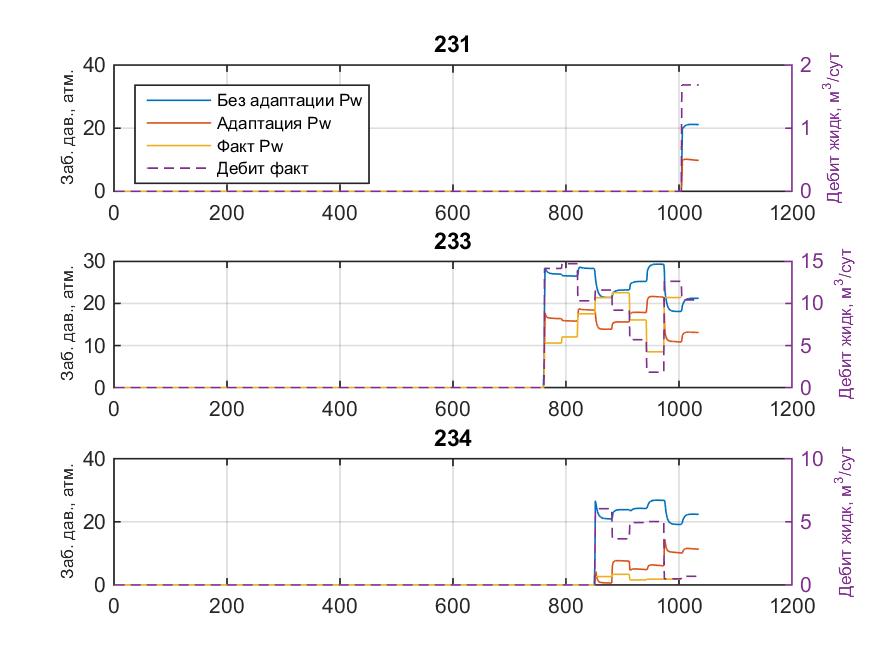 231
Заб. дав., атм.
40
20
0
Без адаптации Pw
Адаптация Pw
Факт Pw
Дебит факт
2
1
0
Дебит жидк, м³/сут
0 200 400 600 800 1000 1200
233
Заб. дав., атм.
30
20
10
0
15
10
5
0
Дебит жидк, м³/сут
0 200 400 600 800 1000 1200
234
Заб. дав., атм.
40
20
0
10
5
0
Дебит жидк, м³/сут
0 200 400 600 800 1000 1200